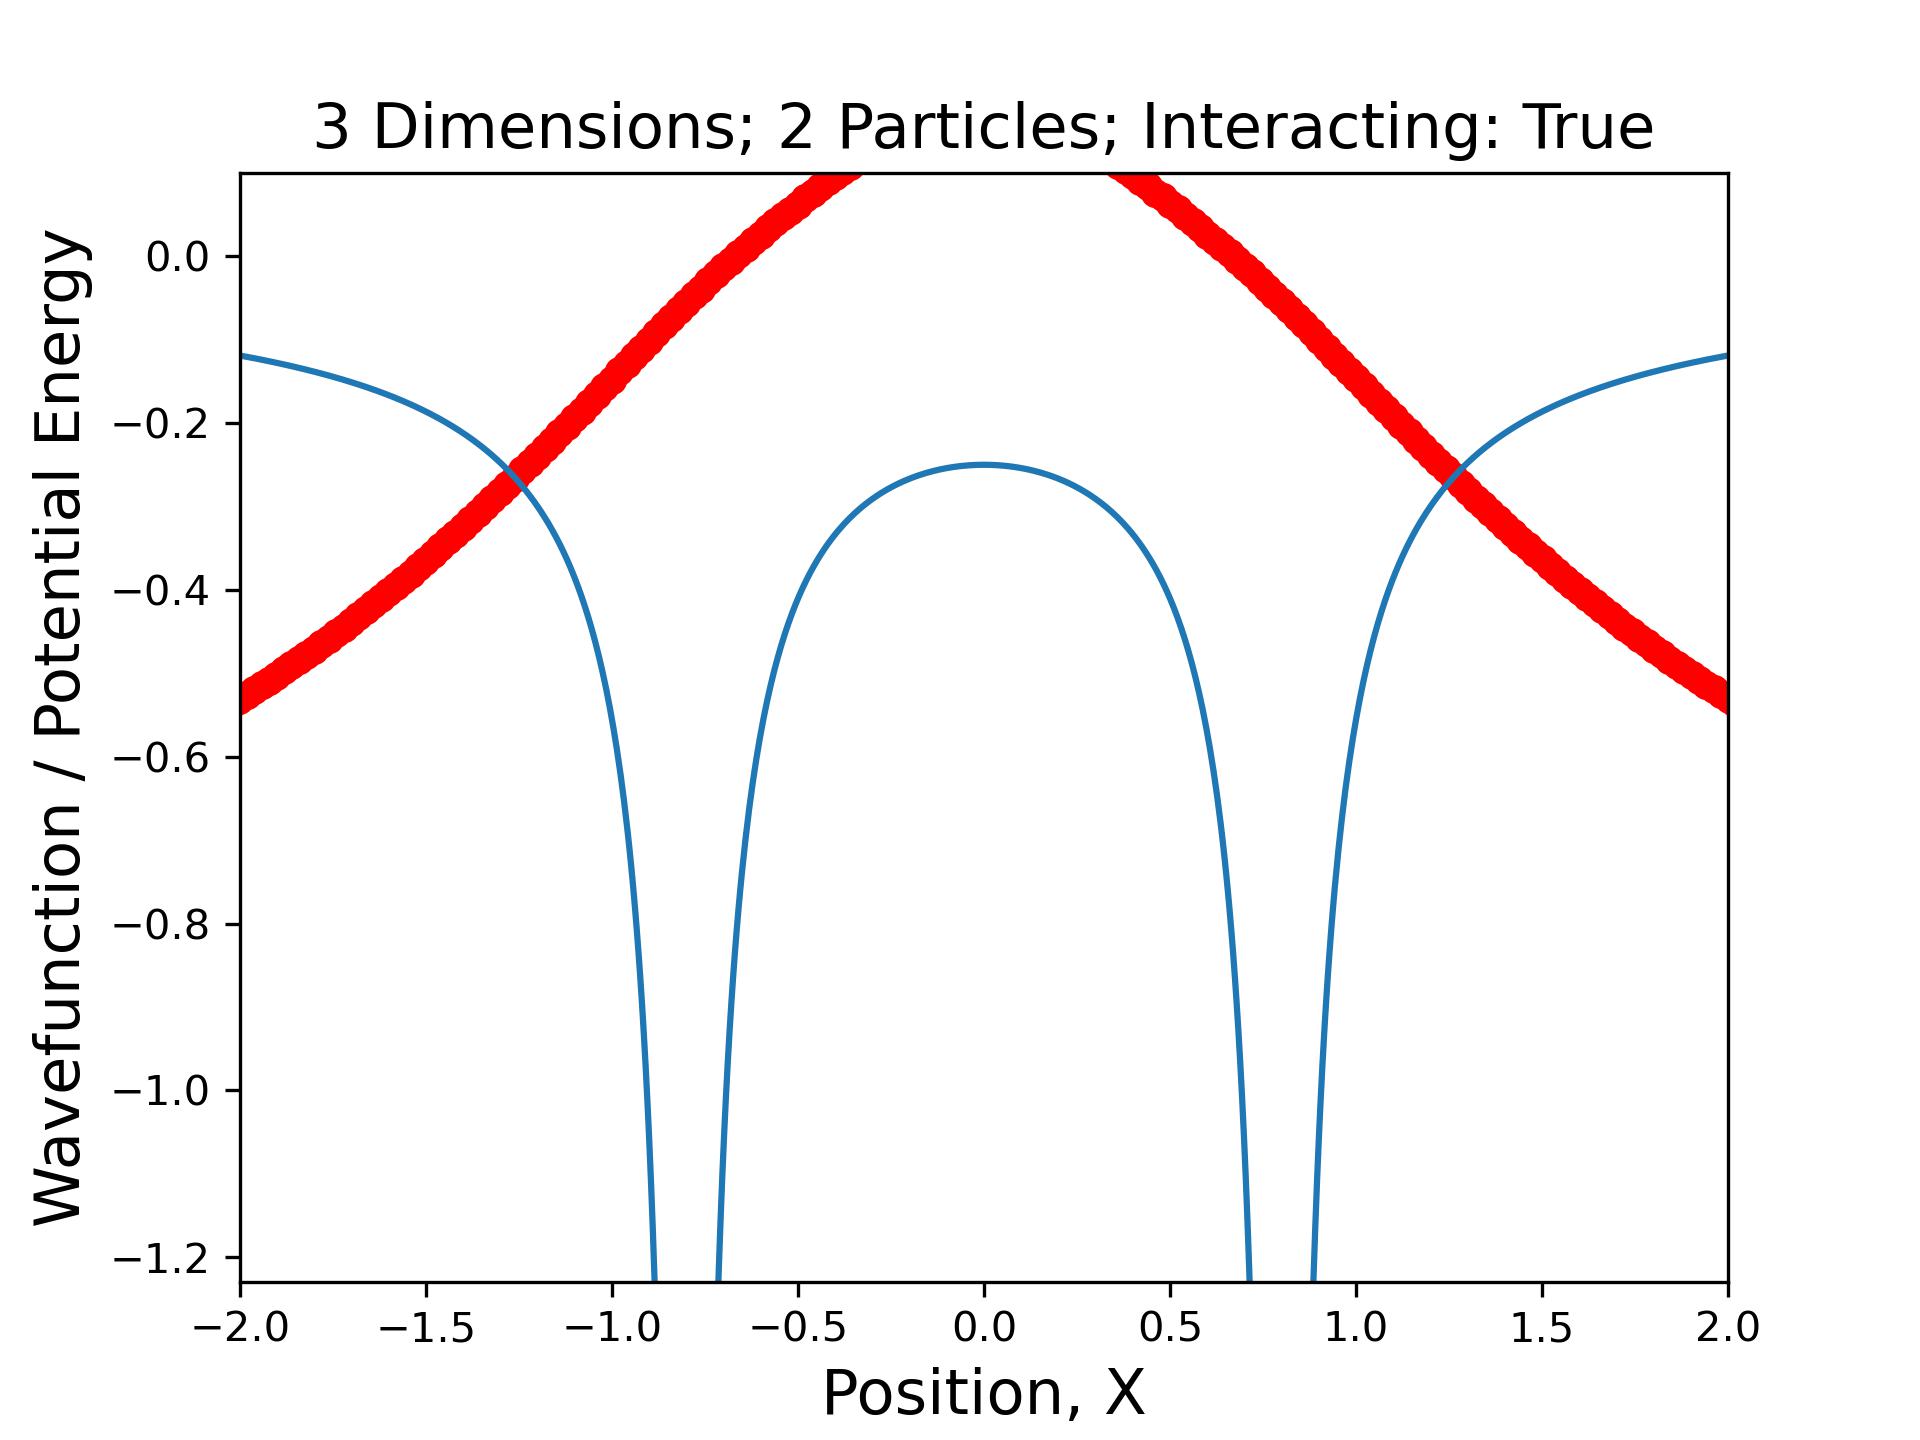 3 Dimensions; 2 Particles; Interacting: True
Wavefunction / Potential Energy
0.0
−0.2
−0.4
−0.6
−0.8
−1.0
−1.2
−2.0 −1.5 −1.0 −0.5 0.0 0.5 1.0 1.5 2.0
Position, X